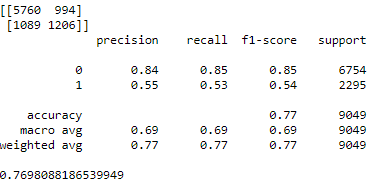 [[5760 994]
[1089 1206]]
precision recall f1-score support
0 0.84 0.85 0.85 6754
1 0.55 0.53 0.54 2295
accuracy 0.77 9049
macro avg 0.69 0.69 0.69 9049
weighted avg 0.77 0.77 0.77 9049
0.7698088186539949